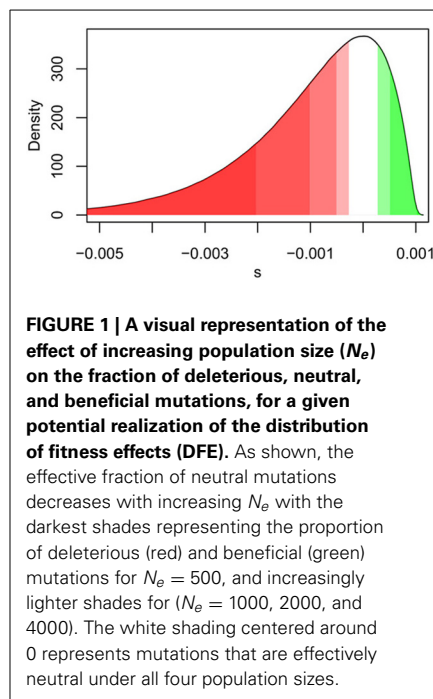 300
200
100
0
Density
−0.005
−0.003
−0.001
0.001
s
FIGURE 1 | A visual representation of the
effect of increasing population size (Ne)
on the fraction of deleterious, neutral,
and beneficial mutations, for a given
potential realization of the distribution
of fitness effects (DFE). As shown, the
effective fraction of neutral mutations
decreases with increasing Ne with the
darkest shades representing the proportion
of deleterious (red) and beneficial (green)
mutations for Ne = 500, and increasingly
lighter shades for (Ne = 1000, 2000, and
4000). The white shading centered around
0 represents mutations that are effectively
neutral under all four population sizes.